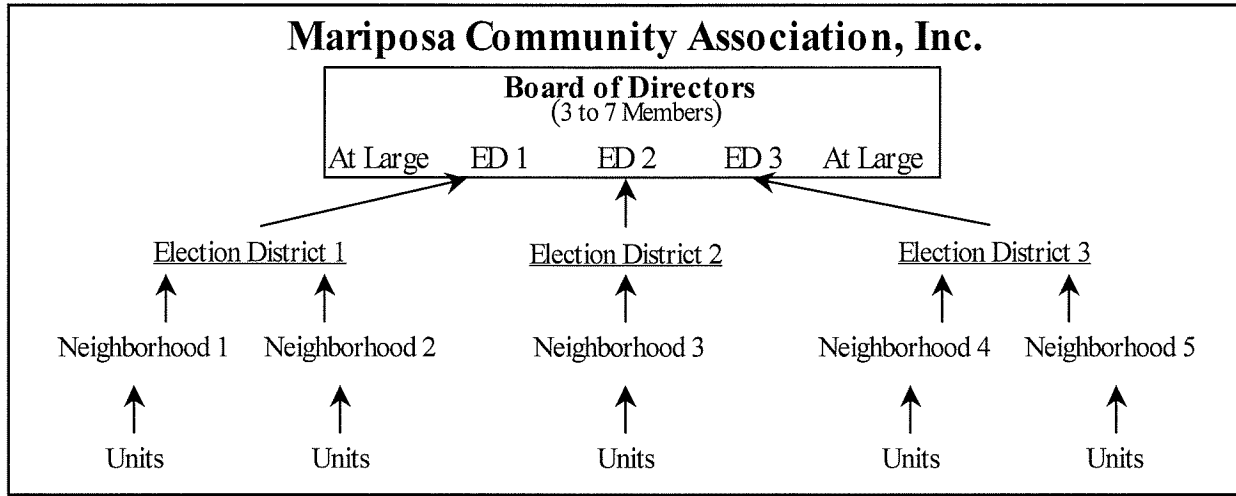 Mariposa Community Association, Inc.
Board of Directors
(3 to 7 Members)
At Large ED 1 ED 2 ED 3 At Large
Election District 1 Election District 2 Election District 3
Neighborhood 1 Neighborhood 2 Neighborhood 3 Neighborhood 4 Neighborhood 5
Units Units Units Units Units